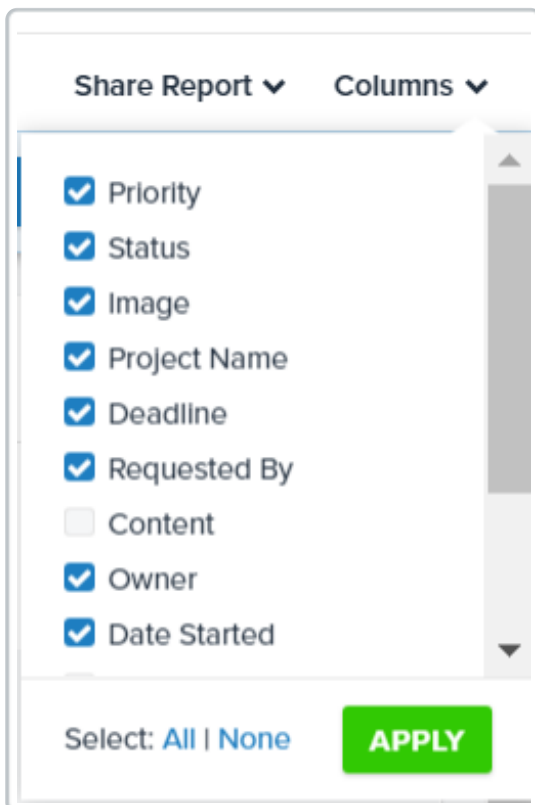 Share Report Columns
Priority
Status
Image
Project Name
Deadline
Requested By
Content
Owner
Date Started
Select: All | None APPLY